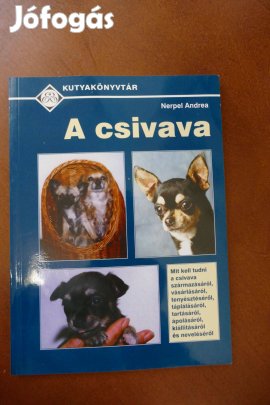 Jófogás
KUTYAKÖNYVTÁR
Nerpel Andrea
A csivava
Mit kell tudni
a csivava
származásáról,
vásárlásáról,
tenyésztéséről,
táplálásáról,
tartásáról,
ápolásáról,
kiállításáról
és neveléséről